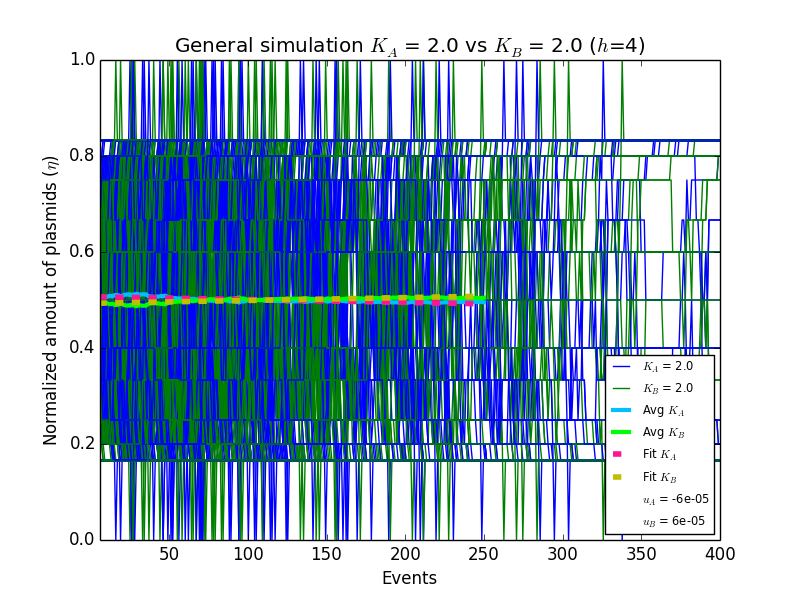 General simulation K_A = 2.0 vs K_B = 2.0 (h=4)
Normalized amount of plasmids (η)
1.0
0.8
0.6
0.4
0.2
0.0
K_A = 2.0
K_B = 2.0
Avg K_A
Avg K_B
Fit K_A
Fit K_B
u_A = -6e-05
u_B = 6e-05
50 100 150 200 250 300 350 400
Events